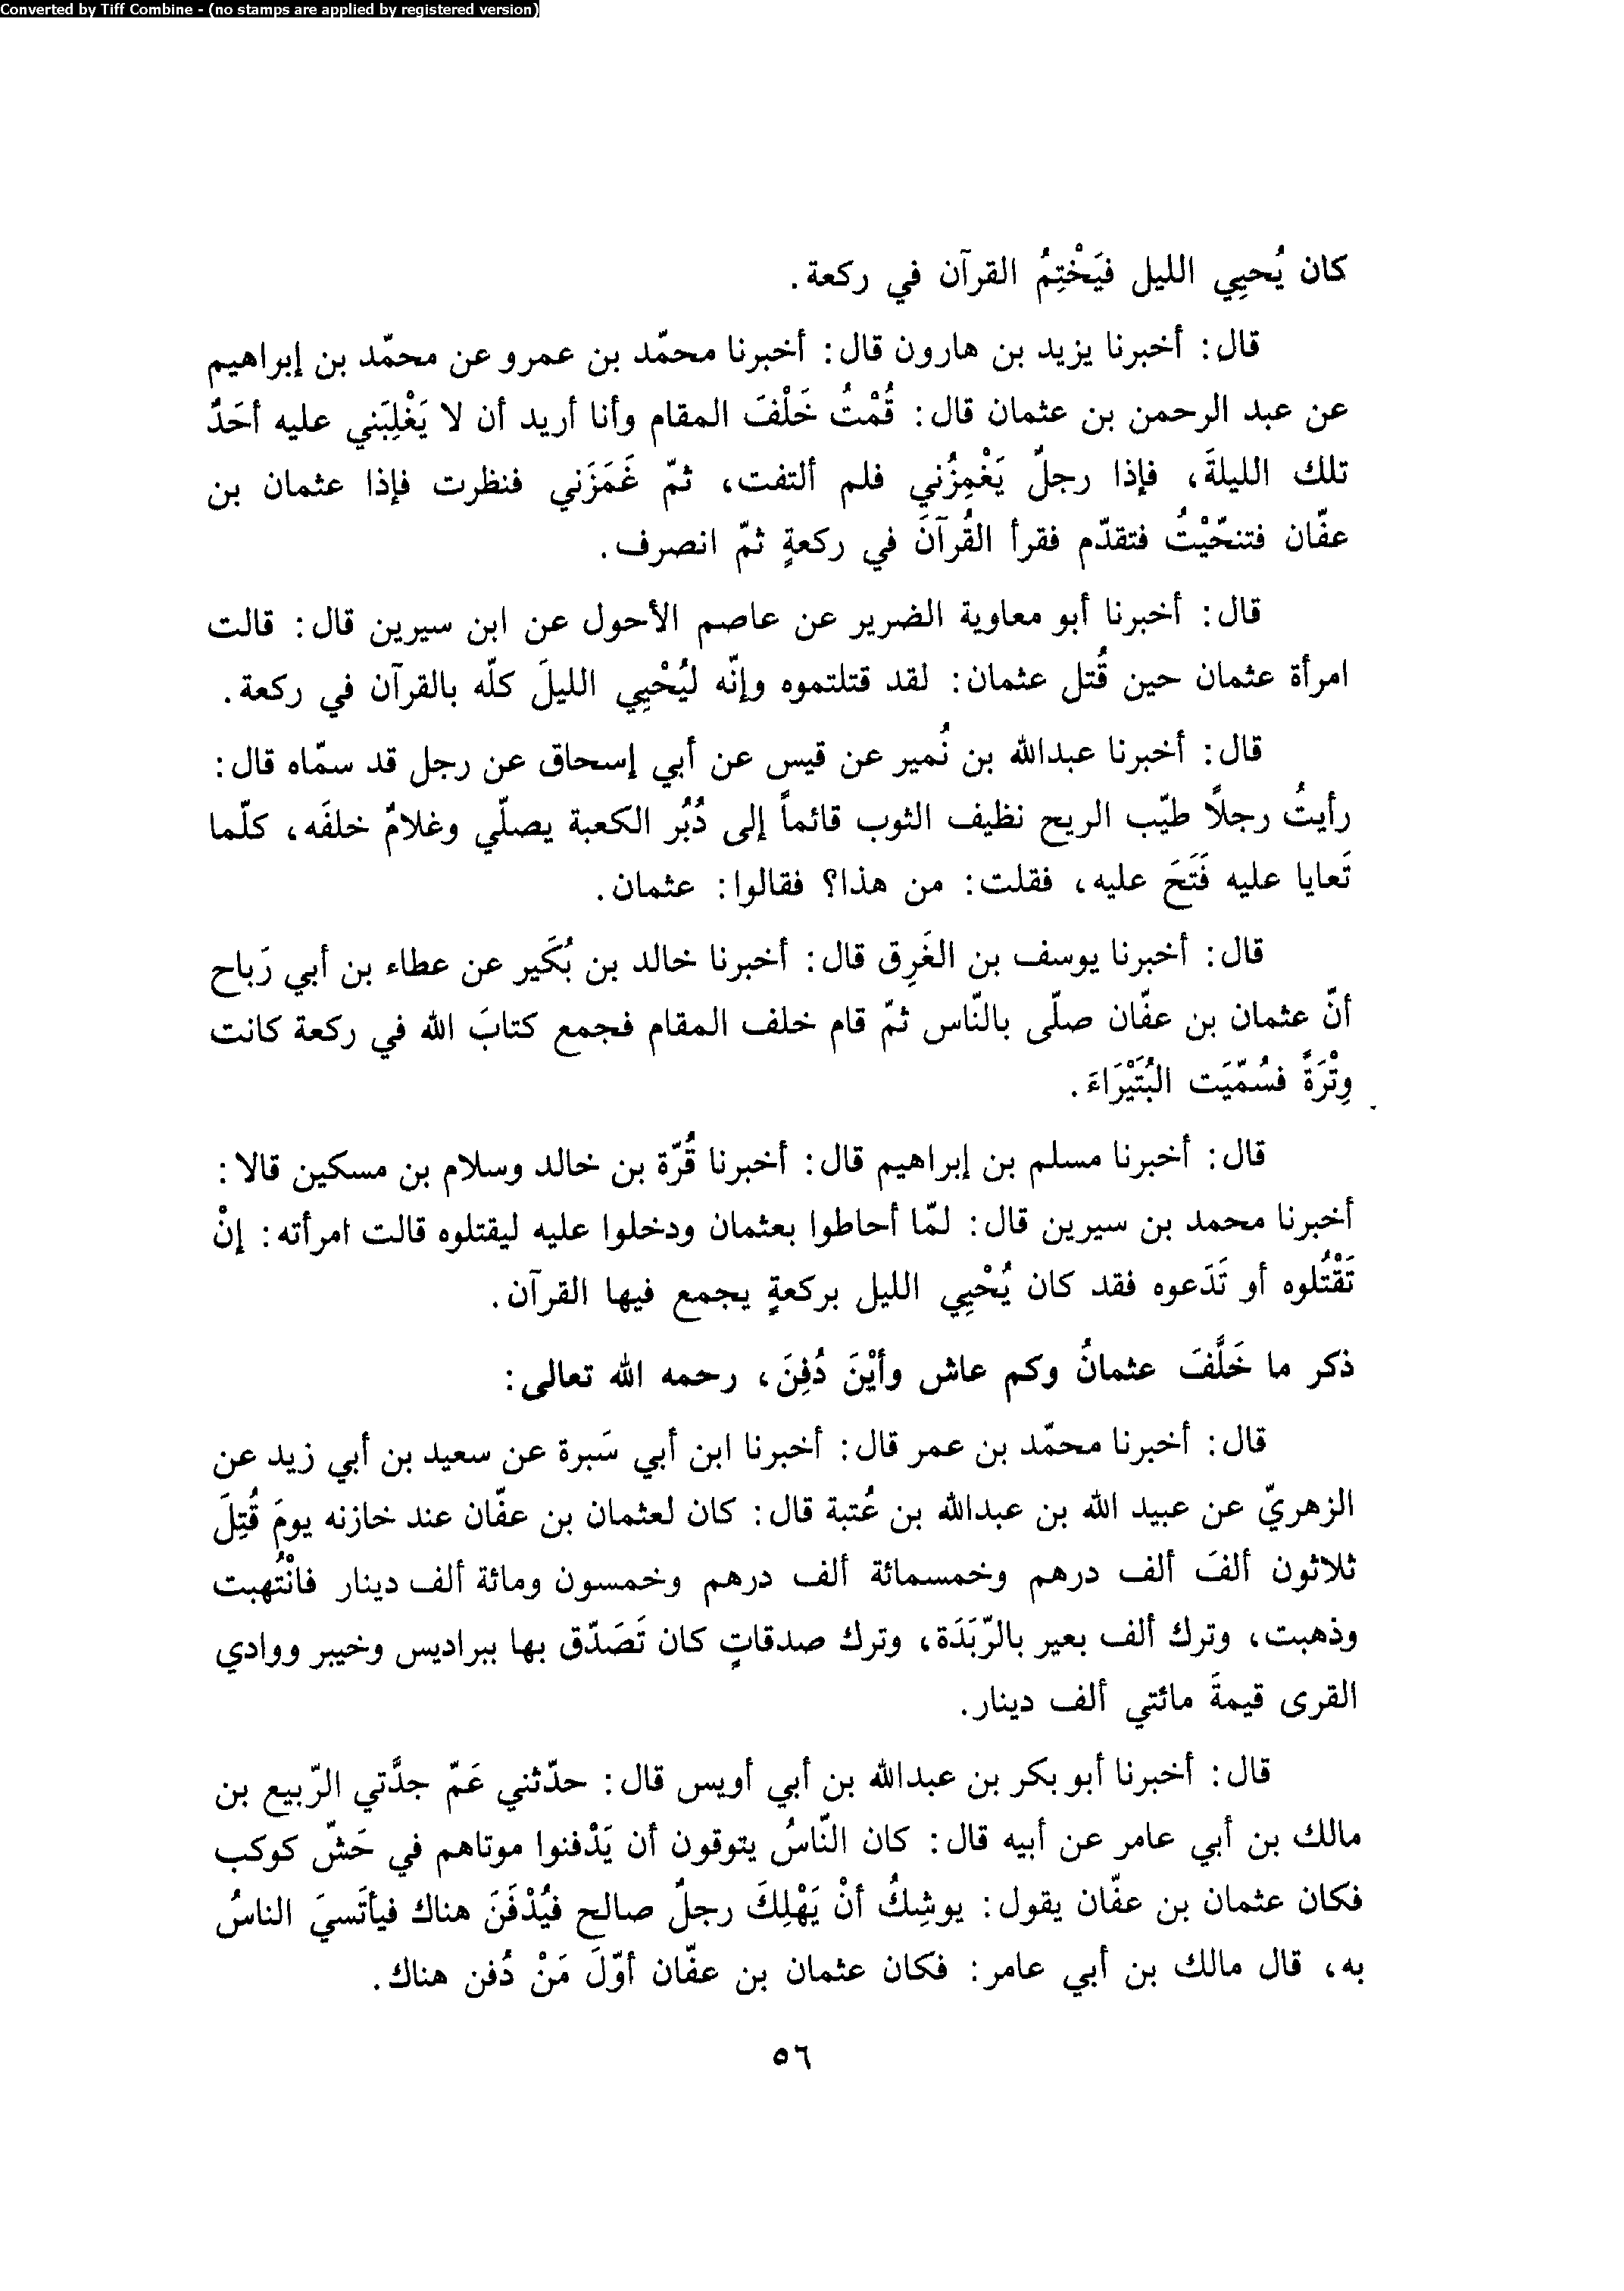 Converted by Tiff Combine - (no stamps are applied by registered version)
كان يُحيِي الليل فيَخْتِمُ القرآن في ركعة.
قال: أخبرنا يزيد بن هارون قال: أخبرنا محمّد بن عمرو عن محمّد بن إبراهيم
عن عبد الرحمن بن عثمان قال: قُمْتُ خَلْفَ المقام وأنا أريد أن لا يَغْلِبَني عليه أحَدٌ
تلك الليلةَ، فإذا رجلٌ يَغْمِزُني فلم ألتفت، ثمّ غَمَزَني فنظرت فإذا عثمان بن
عفّان فتنحّيْتُ فتقدّم فقرأ القُرآنَ في ركعةٍ ثمّ انصرف.
قال: أخبرنا أبو معاوية الضرير عن عاصم الأحول عن ابن سيرين قال: قالت
امرأة عثمان حين قُتل عثمان: لقد قتلتموه وإنّه ليُحْيِي الليلَ كلّه بالقرآن في ركعة.
قال: أخبرنا عبدالله بن نُمير عن قيس عن أبي إسحاق عن رجل قد سمّاه قال:
رأيتُ رجلاً طيّب الريح نظيف الثوب قائماً إلى دُبُر الكعبة يصلّي وغلامٌ خلفَه، كلّما
تَعايا عليه فَتَحَ عليه، فقلت: من هذا؟ فقالوا: عثمان.
قال: أخبرنا يوسف بن الغَرِق قال: أخبرنا خالد بن بُكَير عن عطاء بن أبي رَباح
أنّ عثمان بن عفّان صلّى بالنّاس ثمّ قام خلف المقام فجمع كتابَ الله في ركعة كانت
وِتْرَةً فسُمّيَت البُتَيْرَاءَ.
قال: أخبرنا مسلم بن إبراهيم قال: أخبرنا قُرّة بن خالد وسلام بن مسكين قالا:
أخبرنا محمد بن سيرين قال: لمّا أحاطوا بعثمان ودخلوا عليه ليقتلوه قالت امرأته: إنْ
تَقْتُلوه أو تَدَعوه فقد كان يُحْيِي الليل بركعةٍ يجمع فيها القرآن.
ذكر ما خَلَّفَ عثمانُ وكم عاش وأيْنَ دُفِنَ، رحمه الله تعالى:
قال: أخبرنا محمّد بن عمر قال: أخبرنا ابن أبي سَبرة عن سعيد بن أبي زيد عن
الزهريّ عن عبيد الله بن عبدالله بن عُتبة قال: كان لعثمان بن عفّان عند خازنه يومَ قُتِلَ
ثلاثون ألفَ ألف درهم وخمسمائة ألف درهم وخمسون ومائة ألف دينار فانْتُهبت
وذهبت، وترك ألف بعير بالرّبَذَة، وترك صدقاتٍ كان تَصَدّق بها ببراديس وخيبر ووادي
القرى قيمةَ مائتي ألف دينار.
قال: أخبرنا أبو بكر بن عبدالله بن أبي أويس قال: حدّثني عَمّ جدَّتي الرّبيع بن
مالك بن أبي عامر عن أبيه قال: كان النّاسُ يتوقون أن يَدْفنوا موتاهم في حَشّ كوكب
فكان عثمان بن عفّان يقول: يوشِكُ أنْ يَهْلِكَ رجلٌ صالح فيُدْفَنَ هناك فيأتَسيَ الناسُ
به، قال مالك بن أبي عامر: فكان عثمان بن عفّان أوّلَ مَنْ دُفن هناك.
٥٦